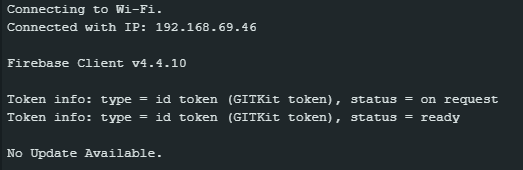 Connecting to Wi-Fi.
Connected with IP: 192.168.69.46
Firebase Client v4.4.10
Token info: type = id token (GITKit token), status = on request
Token info: type = id token (GITKit token), status = ready
No Update Available.